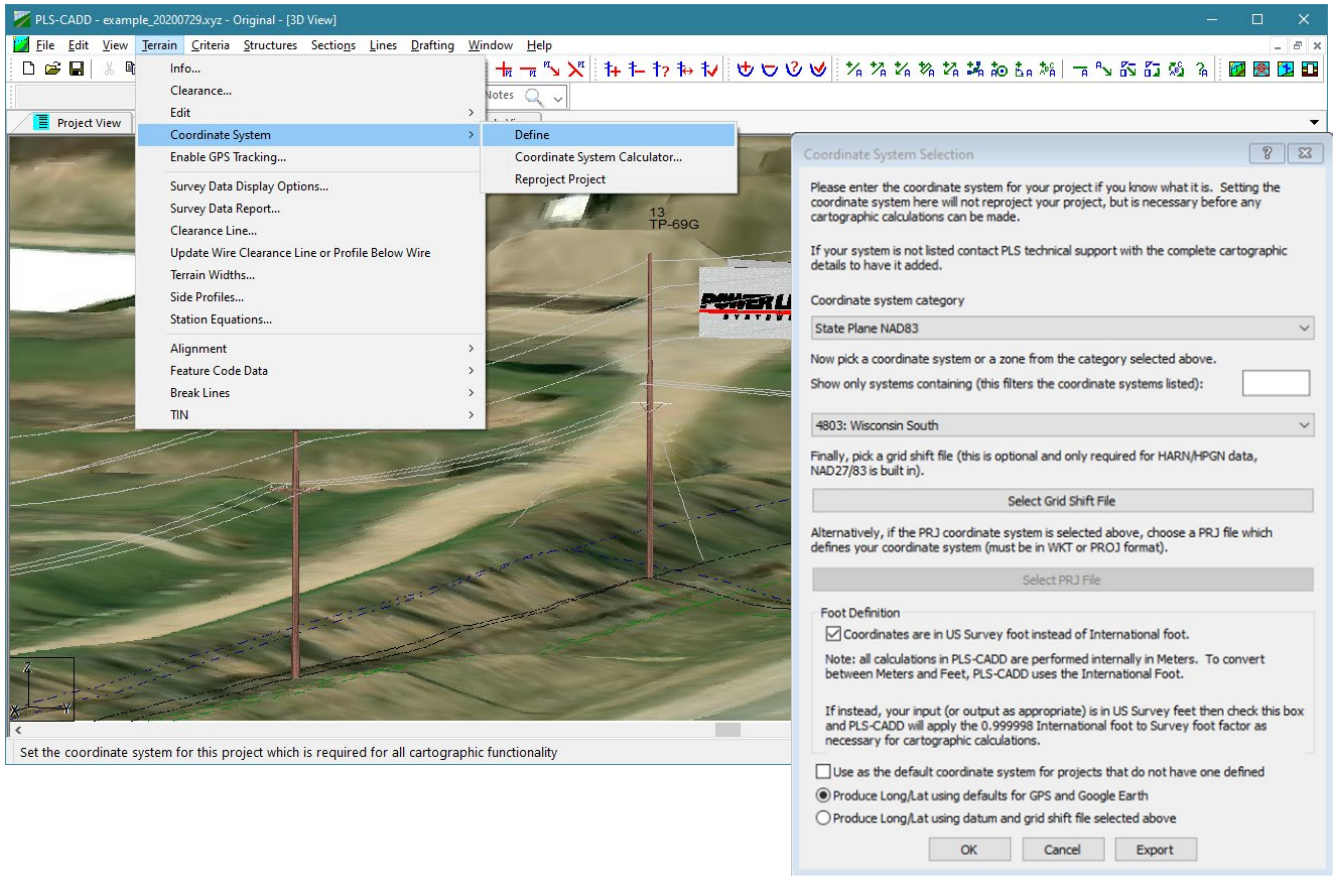 PLS-CADD - example_20200729.xyz - Original - [3D View]
File Edit View Terrain Criteria Structures Sections Lines Drafting Window Help
Info...
Clearance...
Notes
Edit
Project View
Coordinate System
Define
Enable GPS Tracking...
Coordinate System Calculator...
Reproject Project
Survey Data Display Options...
Survey Data Report...
Clearance Line...
Update Wire Clearance Line or Profile Below Wire
Terrain Widths...
Side Profiles...
Station Equations...
Alignment
Feature Code Data
Break Lines
TIN
13
TP-69G
POWER
Z
X
Y
Set the coordinate system for this project which is required for all cartographic functionality
Coordinate System Selection
Please enter the coordinate system for your project if you know what it is. Setting the
coordinate system here will not reproject your project, but is necessary before any
cartographic calculations can be made.
If your system is not listed contact PLS technical support with the complete cartographic
details to have it added.
Coordinate system category
State Plane NAD83
Now pick a coordinate system or a zone from the category selected above.
Show only systems containing (this filters the coordinate systems listed):
4803: Wisconsin South
Finally, pick a grid shift file (this is optional and only required for HARN/HPGN data,
NAD27/83 is built in).
Select Grid Shift File
Alternatively, if the PRJ coordinate system is selected above, choose a PRJ file which
defines your coordinate system (must be in WKT or PROJ format).
Select PRJ File
Foot Definition
Coordinates are in US Survey foot instead of International foot.
Note: all calculations in PLS-CADD are performed internally in Meters. To convert
between Meters and Feet, PLS-CADD uses the International Foot.
If instead, your input (or output as appropriate) is in US Survey feet then check this box
and PLS-CADD will apply the 0.999998 International foot to Survey foot factor as
necessary for cartographic calculations.
Use as the default coordinate system for projects that do not have one defined
Produce Long/Lat using defaults for GPS and Google Earth
Produce Long/Lat using datum and grid shift file selected above
OK Cancel Export